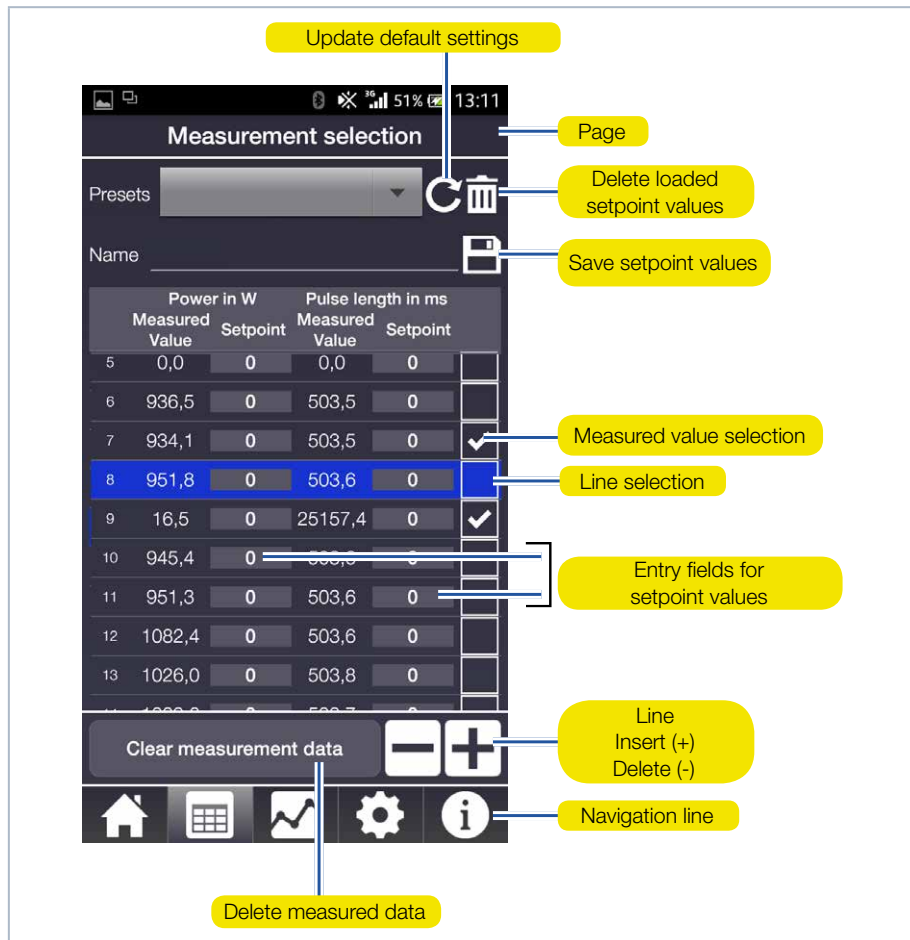 Update default settings
3G 51% 13:11
Measurement selection
Page
Presets
Delete loaded
setpoint values
Name
Save setpoint values
Power in W Pulse length in ms
Measured Value Setpoint Measured Value Setpoint
5 0,0 0 0,0 0
6 936,5 0 503,5 0
7 934,1 0 503,5 0
Measured value selection
8 951,8 0 503,6 0
Line selection
9 16,5 0 25157,4 0
10 945,4 0
Entry fields for
setpoint values
11 951,3 0 503,6 0
12 1082,4 0 503,6 0
13 1026,0 0 503,8 0
Line
Insert (+)
Delete (-)
Clear measurement data
Navigation line
Delete measured data